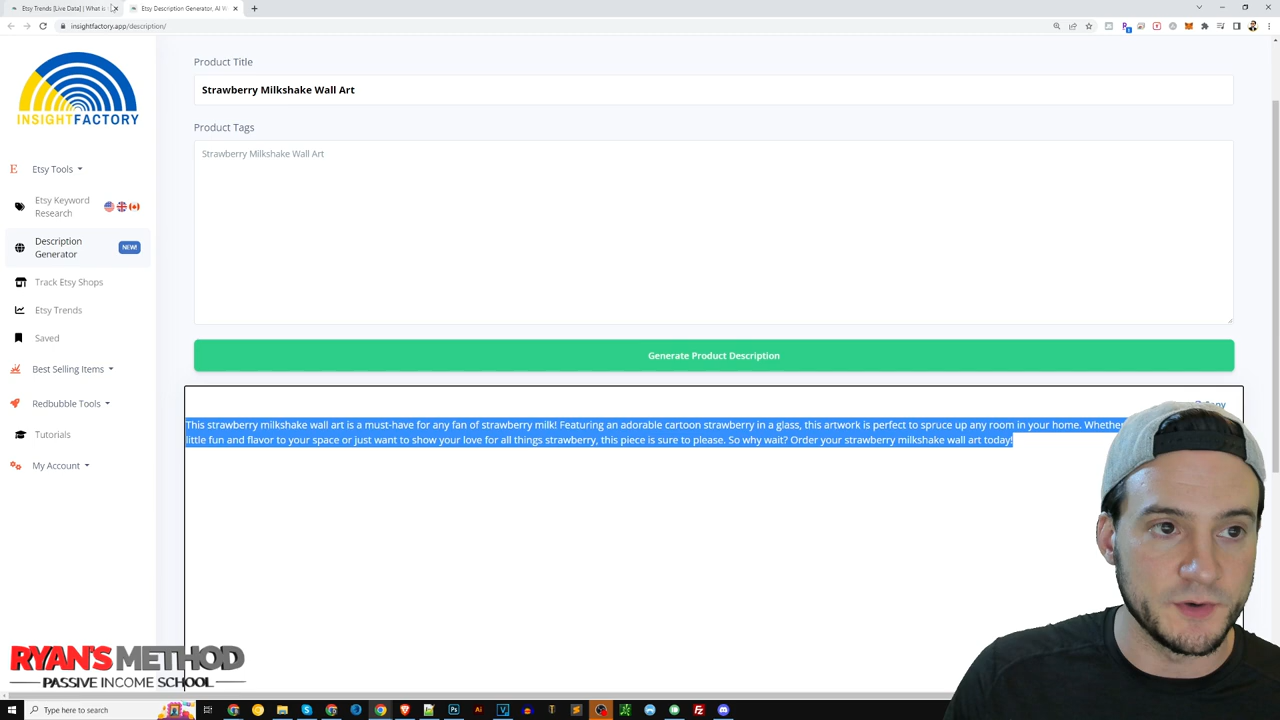 Etsy Trends [Live Data] | What is
Etsy Description Generator, AI W
insightfactory.app/description/
INSIGHTFACTORY
E Etsy Tools
Etsy Keyword
Research
Description
Generator
NEW!
Track Etsy Shops
Etsy Trends
Saved
Best Selling Items
Redbubble Tools
Tutorials
My Account
Product Title
Strawberry Milkshake Wall Art
Product Tags
Strawberry Milkshake Wall Art
Generate Product Description
This strawberry milkshake wall art is a must-have for any fan of strawberry milk! Featuring an adorable cartoon strawberry in a glass, this artwork is perfect to spruce up any room in your home.
little fun and flavor to your space or just want to show your love for all things strawberry, this piece is sure to please. So why wait? Order your strawberry milkshake wall art today!
RYAN'S METHOD
PASSIVE INCOME SCHOOL
Type here to search